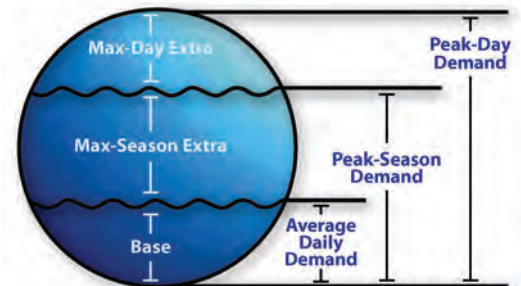 Max-Day Extra
Peak-Day
Demand
Max-Season Extra
Peak-Season
Demand
Base
Average
Daily
Demand